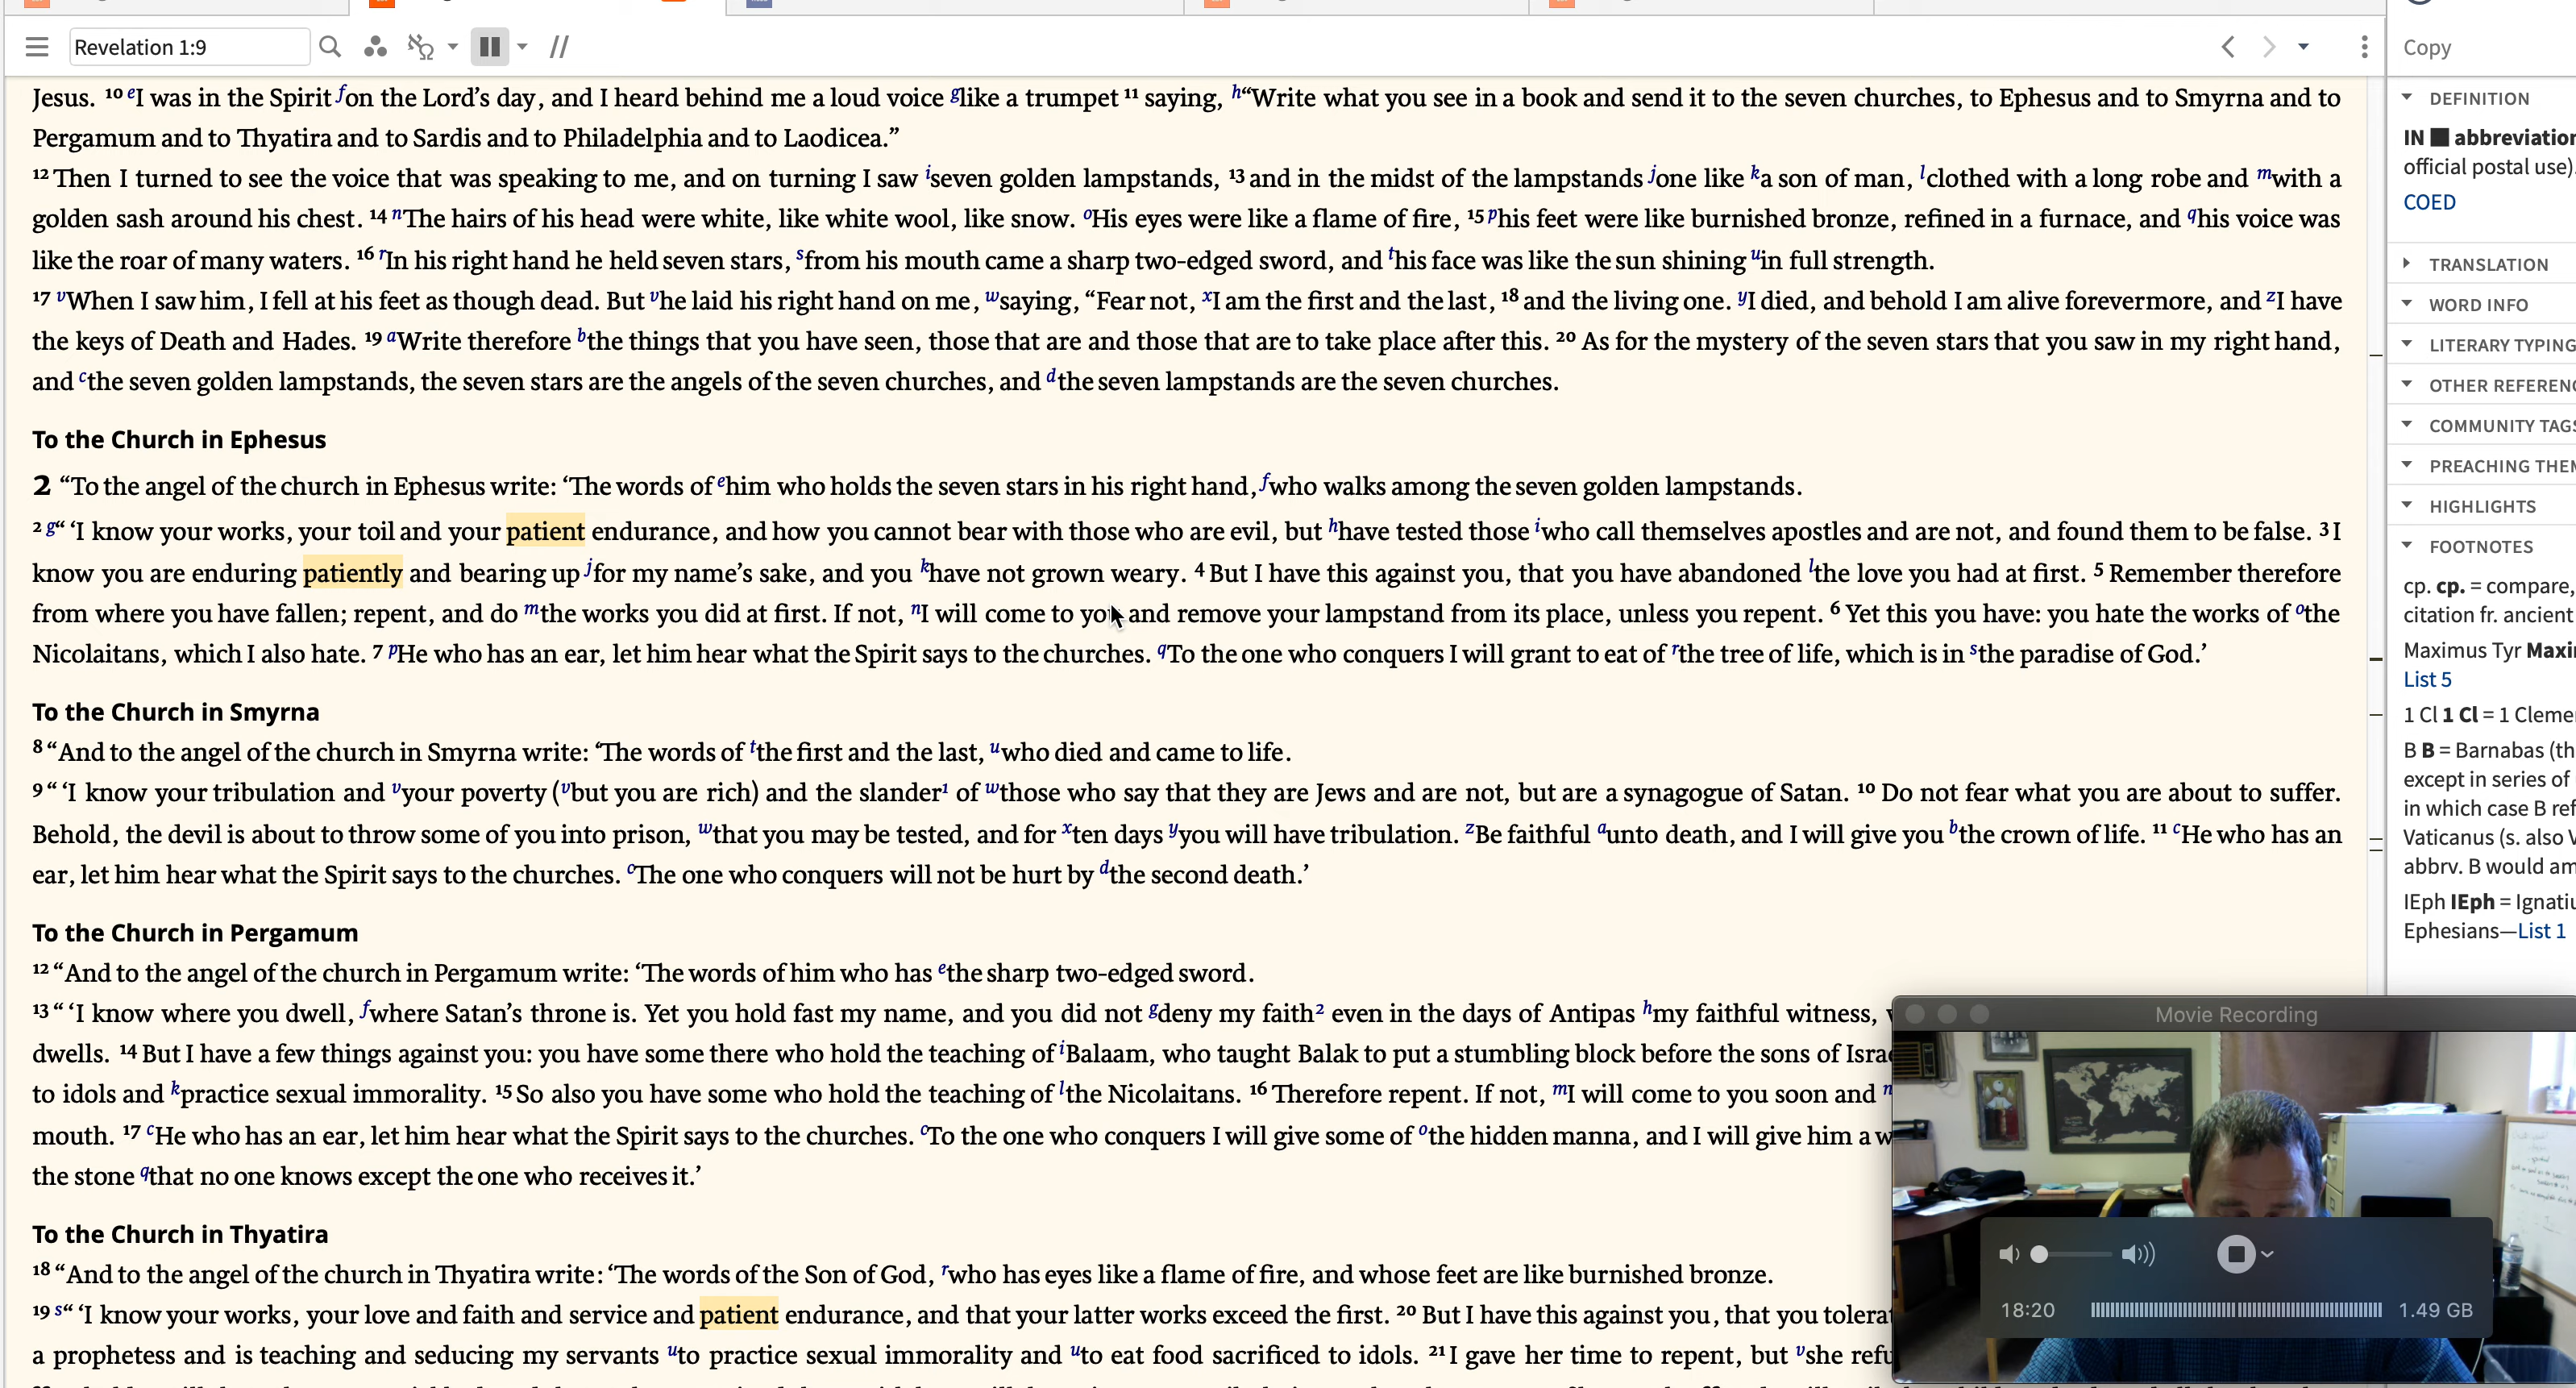 Revelation 1:9
Copy
Jesus. 10 eI was in the Spirit fon the Lord’s day, and I heard behind me a loud voice glike a trumpet 11 saying, h“Write what you see in a book and send it to the seven churches, to Ephesus and to Smyrna and to
Pergamum and to Thyatira and to Sardis and to Philadelphia and to Laodicea.”
12 Then I turned to see the voice that was speaking to me, and on turning I saw iseven golden lampstands, 13 and in the midst of the lampstands jone like ka son of man, lclothed with a long robe and mwith a
golden sash around his chest. 14 nThe hairs of his head were white, like white wool, like snow. oHis eyes were like a flame of fire, 15 phis feet were like burnished bronze, refined in a furnace, and qhis voice was
like the roar of many waters. 16 rIn his right hand he held seven stars, sfrom his mouth came a sharp two-edged sword, and this face was like the sun shining uin full strength.
17 vWhen I saw him, I fell at his feet as though dead. But vhe laid his right hand on me, wsaying, “Fear not, xI am the first and the last, 18 and the living one. yI died, and behold I am alive forevermore, and zI have
the keys of Death and Hades. 19 aWrite therefore bthe things that you have seen, those that are and those that are to take place after this. 20 As for the mystery of the seven stars that you saw in my right hand,
and cthe seven golden lampstands, the seven stars are the angels of the seven churches, and dthe seven lampstands are the seven churches.
To the Church in Ephesus
2 “To the angel of the church in Ephesus write: ‘The words of ehim who holds the seven stars in his right hand, fwho walks among the seven golden lampstands.
2 g“ ‘I know your works, your toil and your patient endurance, and how you cannot bear with those who are evil, but hhave tested those iwho call themselves apostles and are not, and found them to be false. 3 I
know you are enduring patiently and bearing up jfor my name’s sake, and you khave not grown weary. 4 But I have this against you, that you have abandoned lthe love you had at first. 5 Remember therefore
from where you have fallen; repent, and do mthe works you did at first. If not, nI will come to you and remove your lampstand from its place, unless you repent. 6 Yet this you have: you hate the works of othe
Nicolaitans, which I also hate. 7 pHe who has an ear, let him hear what the Spirit says to the churches. qTo the one who conquers I will grant to eat of rthe tree of life, which is in sthe paradise of God.’
To the Church in Smyrna
8 “And to the angel of the church in Smyrna write: ‘The words of tthe first and the last, uwho died and came to life.
9 “ ‘I know your tribulation and vyour poverty (vbut you are rich) and the slander1 of wthose who say that they are Jews and are not, but are a synagogue of Satan. 10 Do not fear what you are about to suffer.
Behold, the devil is about to throw some of you into prison, wthat you may be tested, and for xten days yyou will have tribulation. zBe faithful aunto death, and I will give you bthe crown of life. 11 cHe who has an
ear, let him hear what the Spirit says to the churches. cThe one who conquers will not be hurt by dthe second death.’
To the Church in Pergamum
12 “And to the angel of the church in Pergamum write: ‘The words of him who has ethe sharp two-edged sword.
13 “ ‘I know where you dwell, fwhere Satan’s throne is. Yet you hold fast my name, and you did not gdeny my faith2 even in the days of Antipas hmy faithful witness,
dwells. 14 But I have a few things against you: you have some there who hold the teaching of iBalaam, who taught Balak to put a stumbling block before the sons of Israe
to idols and kpractice sexual immorality. 15 So also you have some who hold the teaching of lthe Nicolaitans. 16 Therefore repent. If not, mI will come to you soon and n
mouth. 17 cHe who has an ear, let him hear what the Spirit says to the churches. cTo the one who conquers I will give some of othe hidden manna, and I will give him a w
the stone qthat no one knows except the one who receives it.’
To the Church in Thyatira
18 “And to the angel of the church in Thyatira write: ‘The words of the Son of God, rwho has eyes like a flame of fire, and whose feet are like burnished bronze.
19 s“ ‘I know your works, your love and faith and service and patient endurance, and that your latter works exceed the first. 20 But I have this against you, that you tolerat
a prophetess and is teaching and seducing my servants uto practice sexual immorality and uto eat food sacrificed to idols. 21 I gave her time to repent, but vshe refu
DEFINITION
IN ■ abbreviation
official postal use)
COED
TRANSLATION
WORD INFO
LITERARY TYPING
OTHER REFERENC
COMMUNITY TAGS
PREACHING THEM
HIGHLIGHTS
FOOTNOTES
cp. cp. = compare,
citation fr. ancient
Maximus Tyr Maxi
List 5
1 Cl 1 Cl = 1 Cleme
B B = Barnabas (th
except in series of
in which case B ref
Vaticanus (s. also V
abbrv. B would am
IEph IEph = Ignatiu
Ephesians—List 1
Movie Recording
18:20
1.49 GB